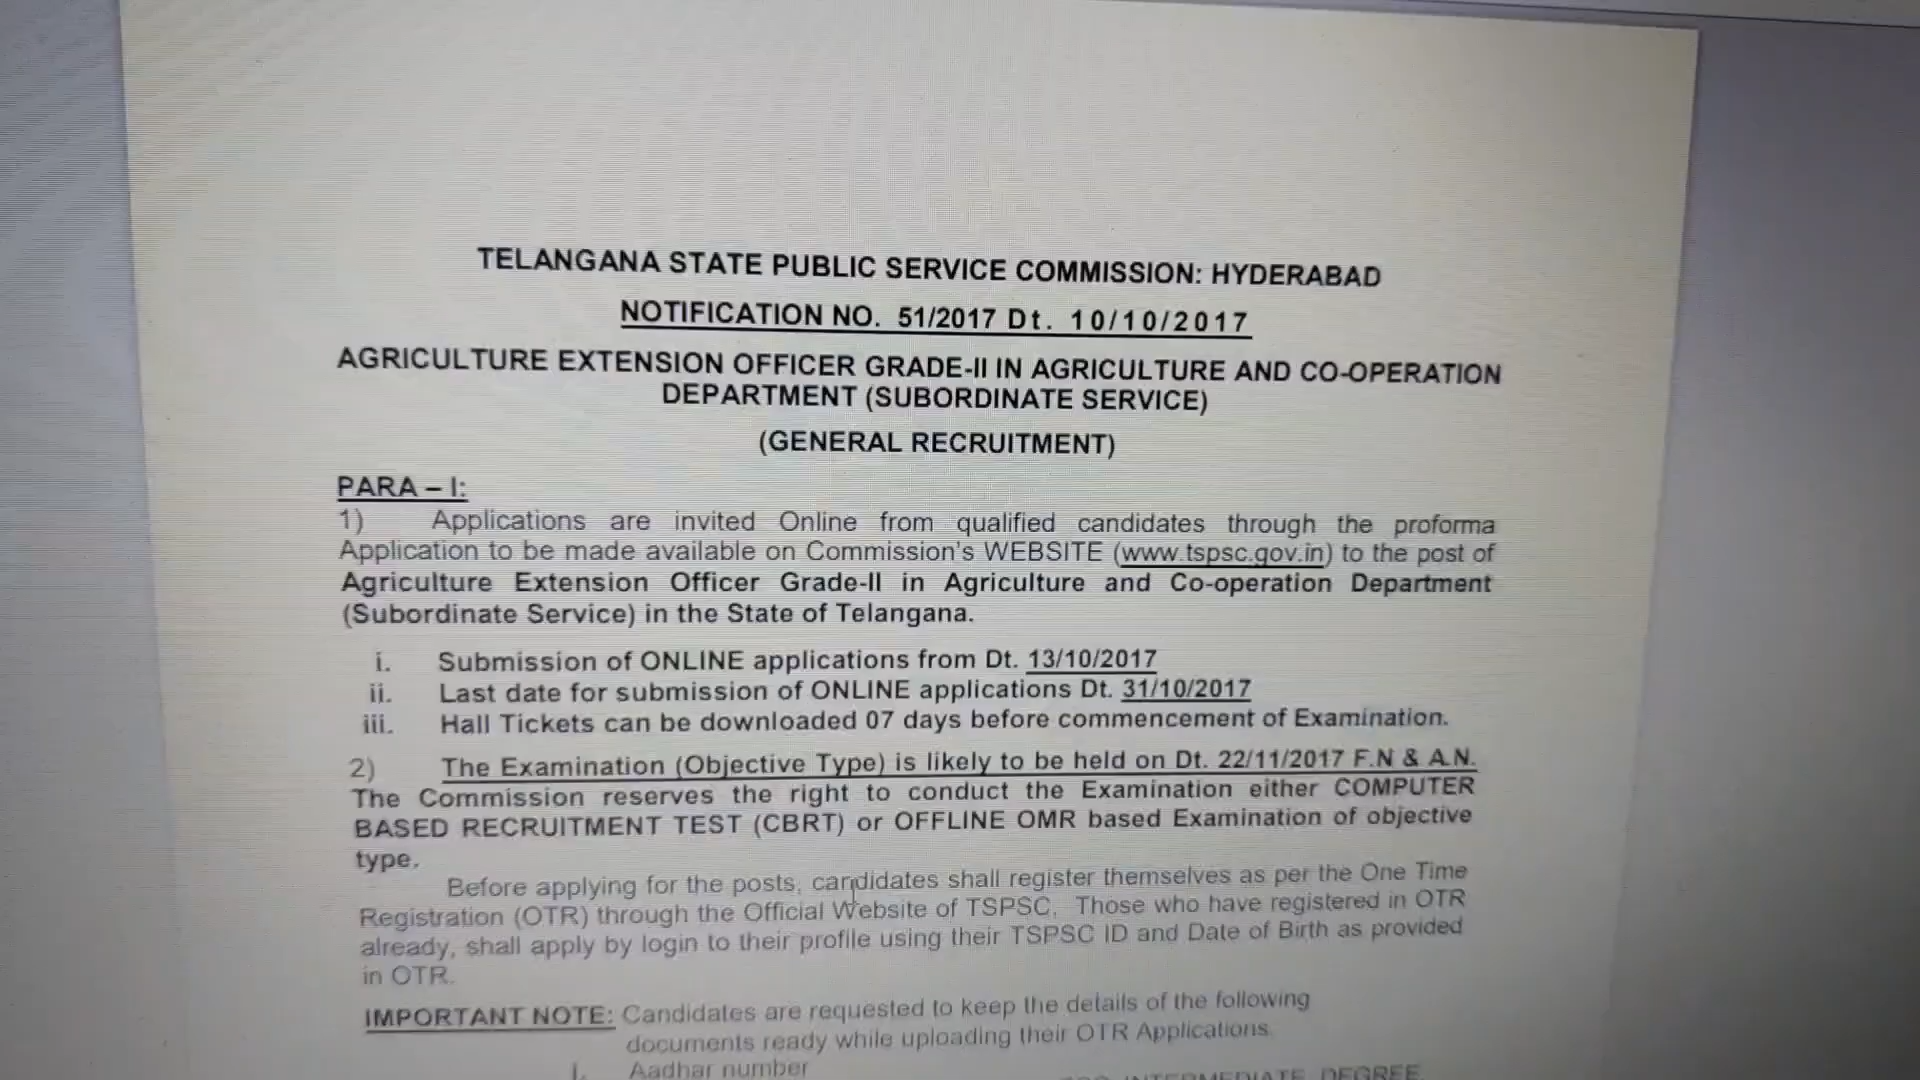 TELANGANA STATE PUBLIC SERVICE COMMISSION: HYDERABAD
NOTIFICATION NO. 51/2017 Dt. 10/10/2017
AGRICULTURE EXTENSION OFFICER GRADE-II IN AGRICULTURE AND CO-OPERATION
DEPARTMENT (SUBORDINATE SERVICE)
(GENERAL RECRUITMENT)
PARA – I:
1) Applications are invited Online from qualified candidates through the proforma
Application to be made available on Commission's WEBSITE (www.tspsc.gov.in) to the post of
Agriculture Extension Officer Grade-II in Agriculture and Co-operation Department
(Subordinate Service) in the State of Telangana.
i. Submission of ONLINE applications from Dt. 13/10/2017
ii. Last date for submission of ONLINE applications Dt. 31/10/2017
iii. Hall Tickets can be downloaded 07 days before commencement of Examination.
2) The Examination (Objective Type) is likely to be held on Dt. 22/11/2017 F.N & A.N.
The Commission reserves the right to conduct the Examination either COMPUTER
BASED RECRUITMENT TEST (CBRT) or OFFLINE OMR based Examination of objective
type.
Before applying for the posts, candidates shall register themselves as per the One Time
Registration (OTR) through the Official Website of TSPSC. Those who have registered in OTR
already, shall apply by login to their profile using their TSPSC ID and Date of Birth as provided
in OTR.
IMPORTANT NOTE: Candidates are requested to keep the details of the following
documents ready while uploading their OTR Applications.
i. Aadhar number
INTERMEDIATE, DEGREE,